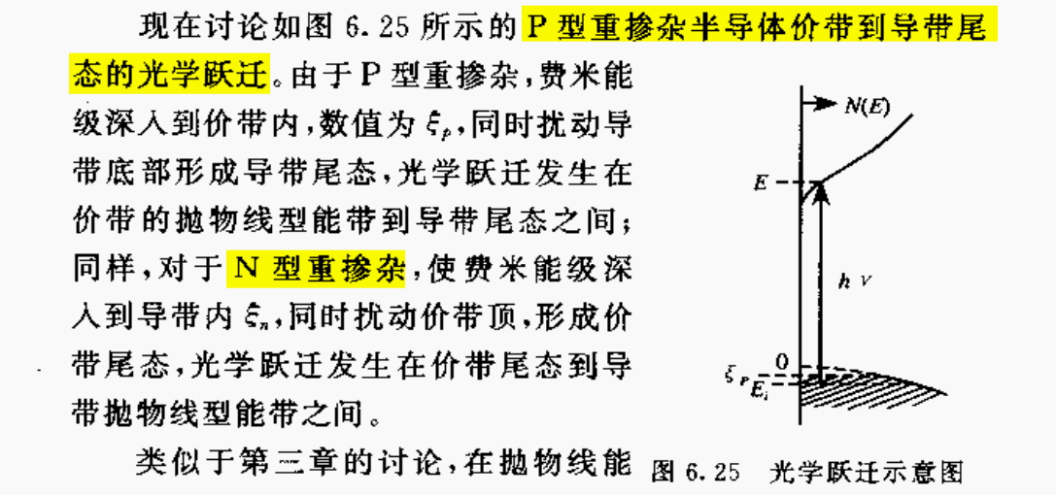 现在讨论如图 6.25 所示的 P 型重掺杂半导体价带到导带尾
态的光学跃迁。由于 P 型重掺杂,费米能
级深入到价带内,数值为 ξp,同时扰动导
带底部形成导带尾态,光学跃迁发生在
价带的抛物线型能带到导带尾态之间;
同样,对于 N 型重掺杂,使费米能级深
入到导带内 ξn,同时扰动价带顶,形成价
带尾态,光学跃迁发生在价带尾态到导
带抛物线型能带之间。
类似于第三章的讨论,在抛物线能
N(E)
E
hν
0
ξP
Ei
图 6.25 光学跃迁示意图